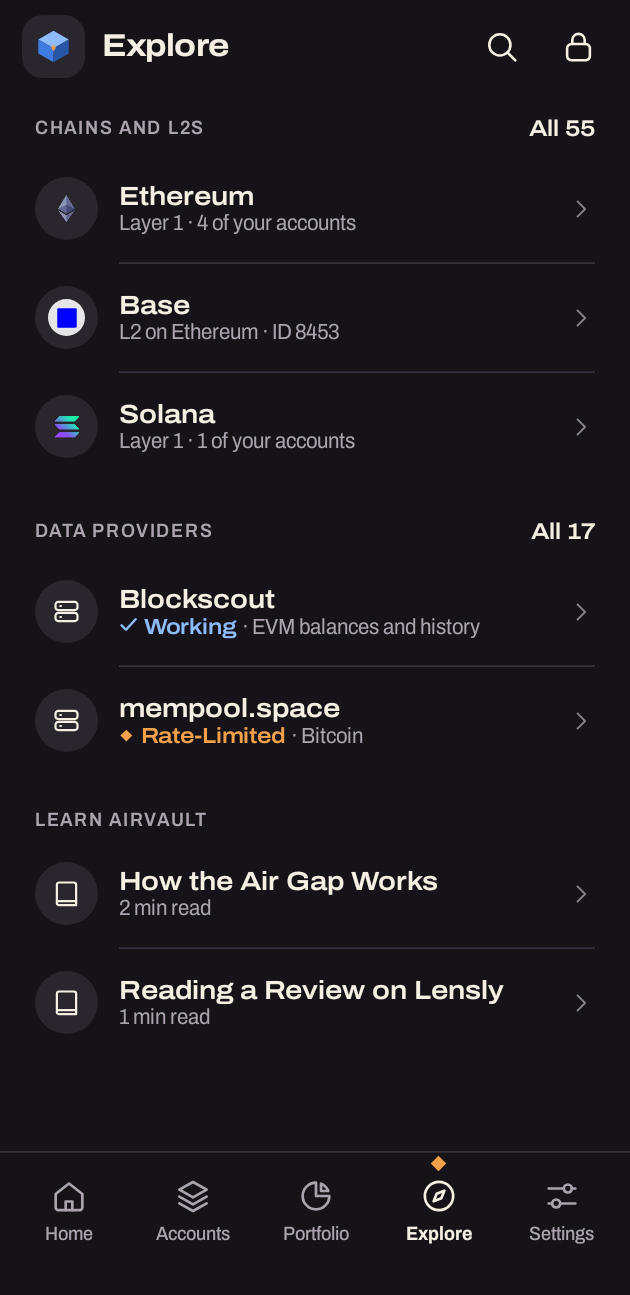 Explore
CHAINS AND L2S
All 55
Ethereum
Layer 1 · 4 of your accounts
Base
L2 on Ethereum · ID 8453
Solana
Layer 1 · 1 of your accounts
DATA PROVIDERS
All 17
Blockscout
Working · EVM balances and history
mempool.space
Rate-Limited · Bitcoin
LEARN AIRVAULT
How the Air Gap Works
2 min read
Reading a Review on Lensly
1 min read
Home
Accounts
Portfolio
Explore
Settings